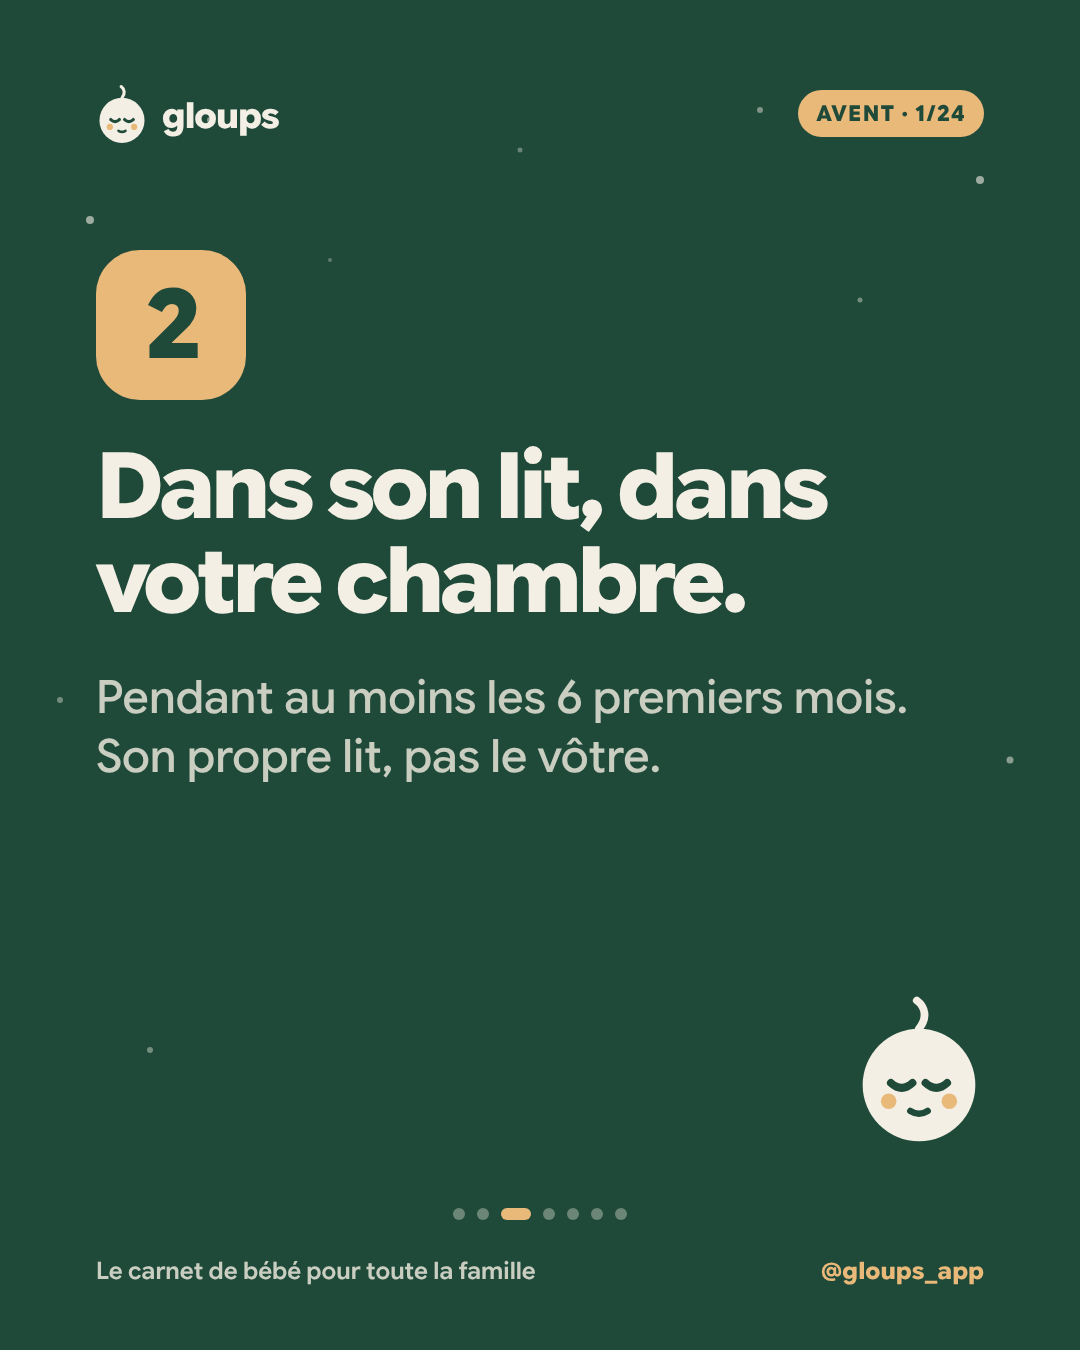 gloups
AVENT · 1/24
2
Dans son lit, dans
votre chambre.
Pendant au moins les 6 premiers mois.
Son propre lit, pas le vôtre.
Le carnet de bébé pour toute la famille
@gloups_app